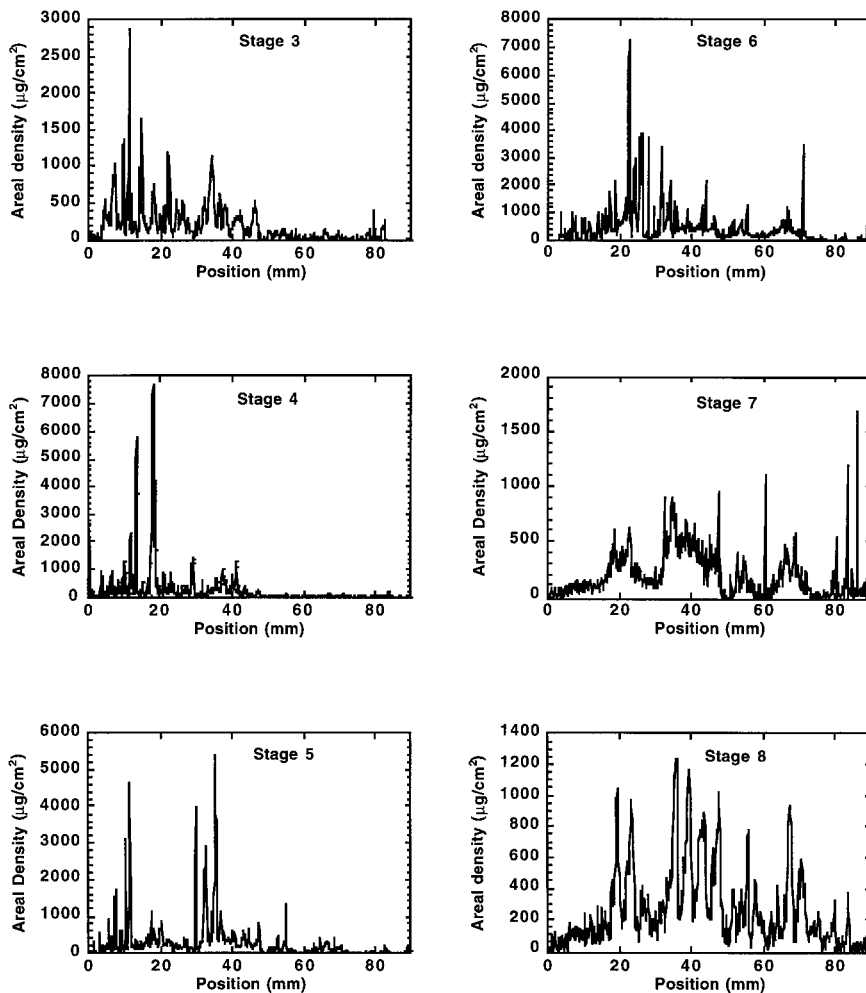 Stage 3
Areal density (µg/cm²)
3000
2500
2000
1500
1000
500
0
0 20 40 60 80
Position (mm)
Stage 6
Areal density (µg/cm²)
8000
7000
6000
5000
4000
3000
2000
1000
0
0 20 40 60 80
Position (mm)
Stage 4
Areal Density (µg/cm²)
8000
7000
6000
5000
4000
3000
2000
1000
0
0 20 40 60 80
Position (mm)
Stage 7
Areal Density (µg/cm²)
2000
1500
1000
500
0
0 20 40 60 80
Position (mm)
Stage 5
Areal Density (µg/cm²)
6000
5000
4000
3000
2000
1000
0
0 20 40 60 80
Position (mm)
Stage 8
Areal density (µg/cm²)
1400
1200
1000
800
600
400
200
0
0 20 40 60 80
Position (mm)